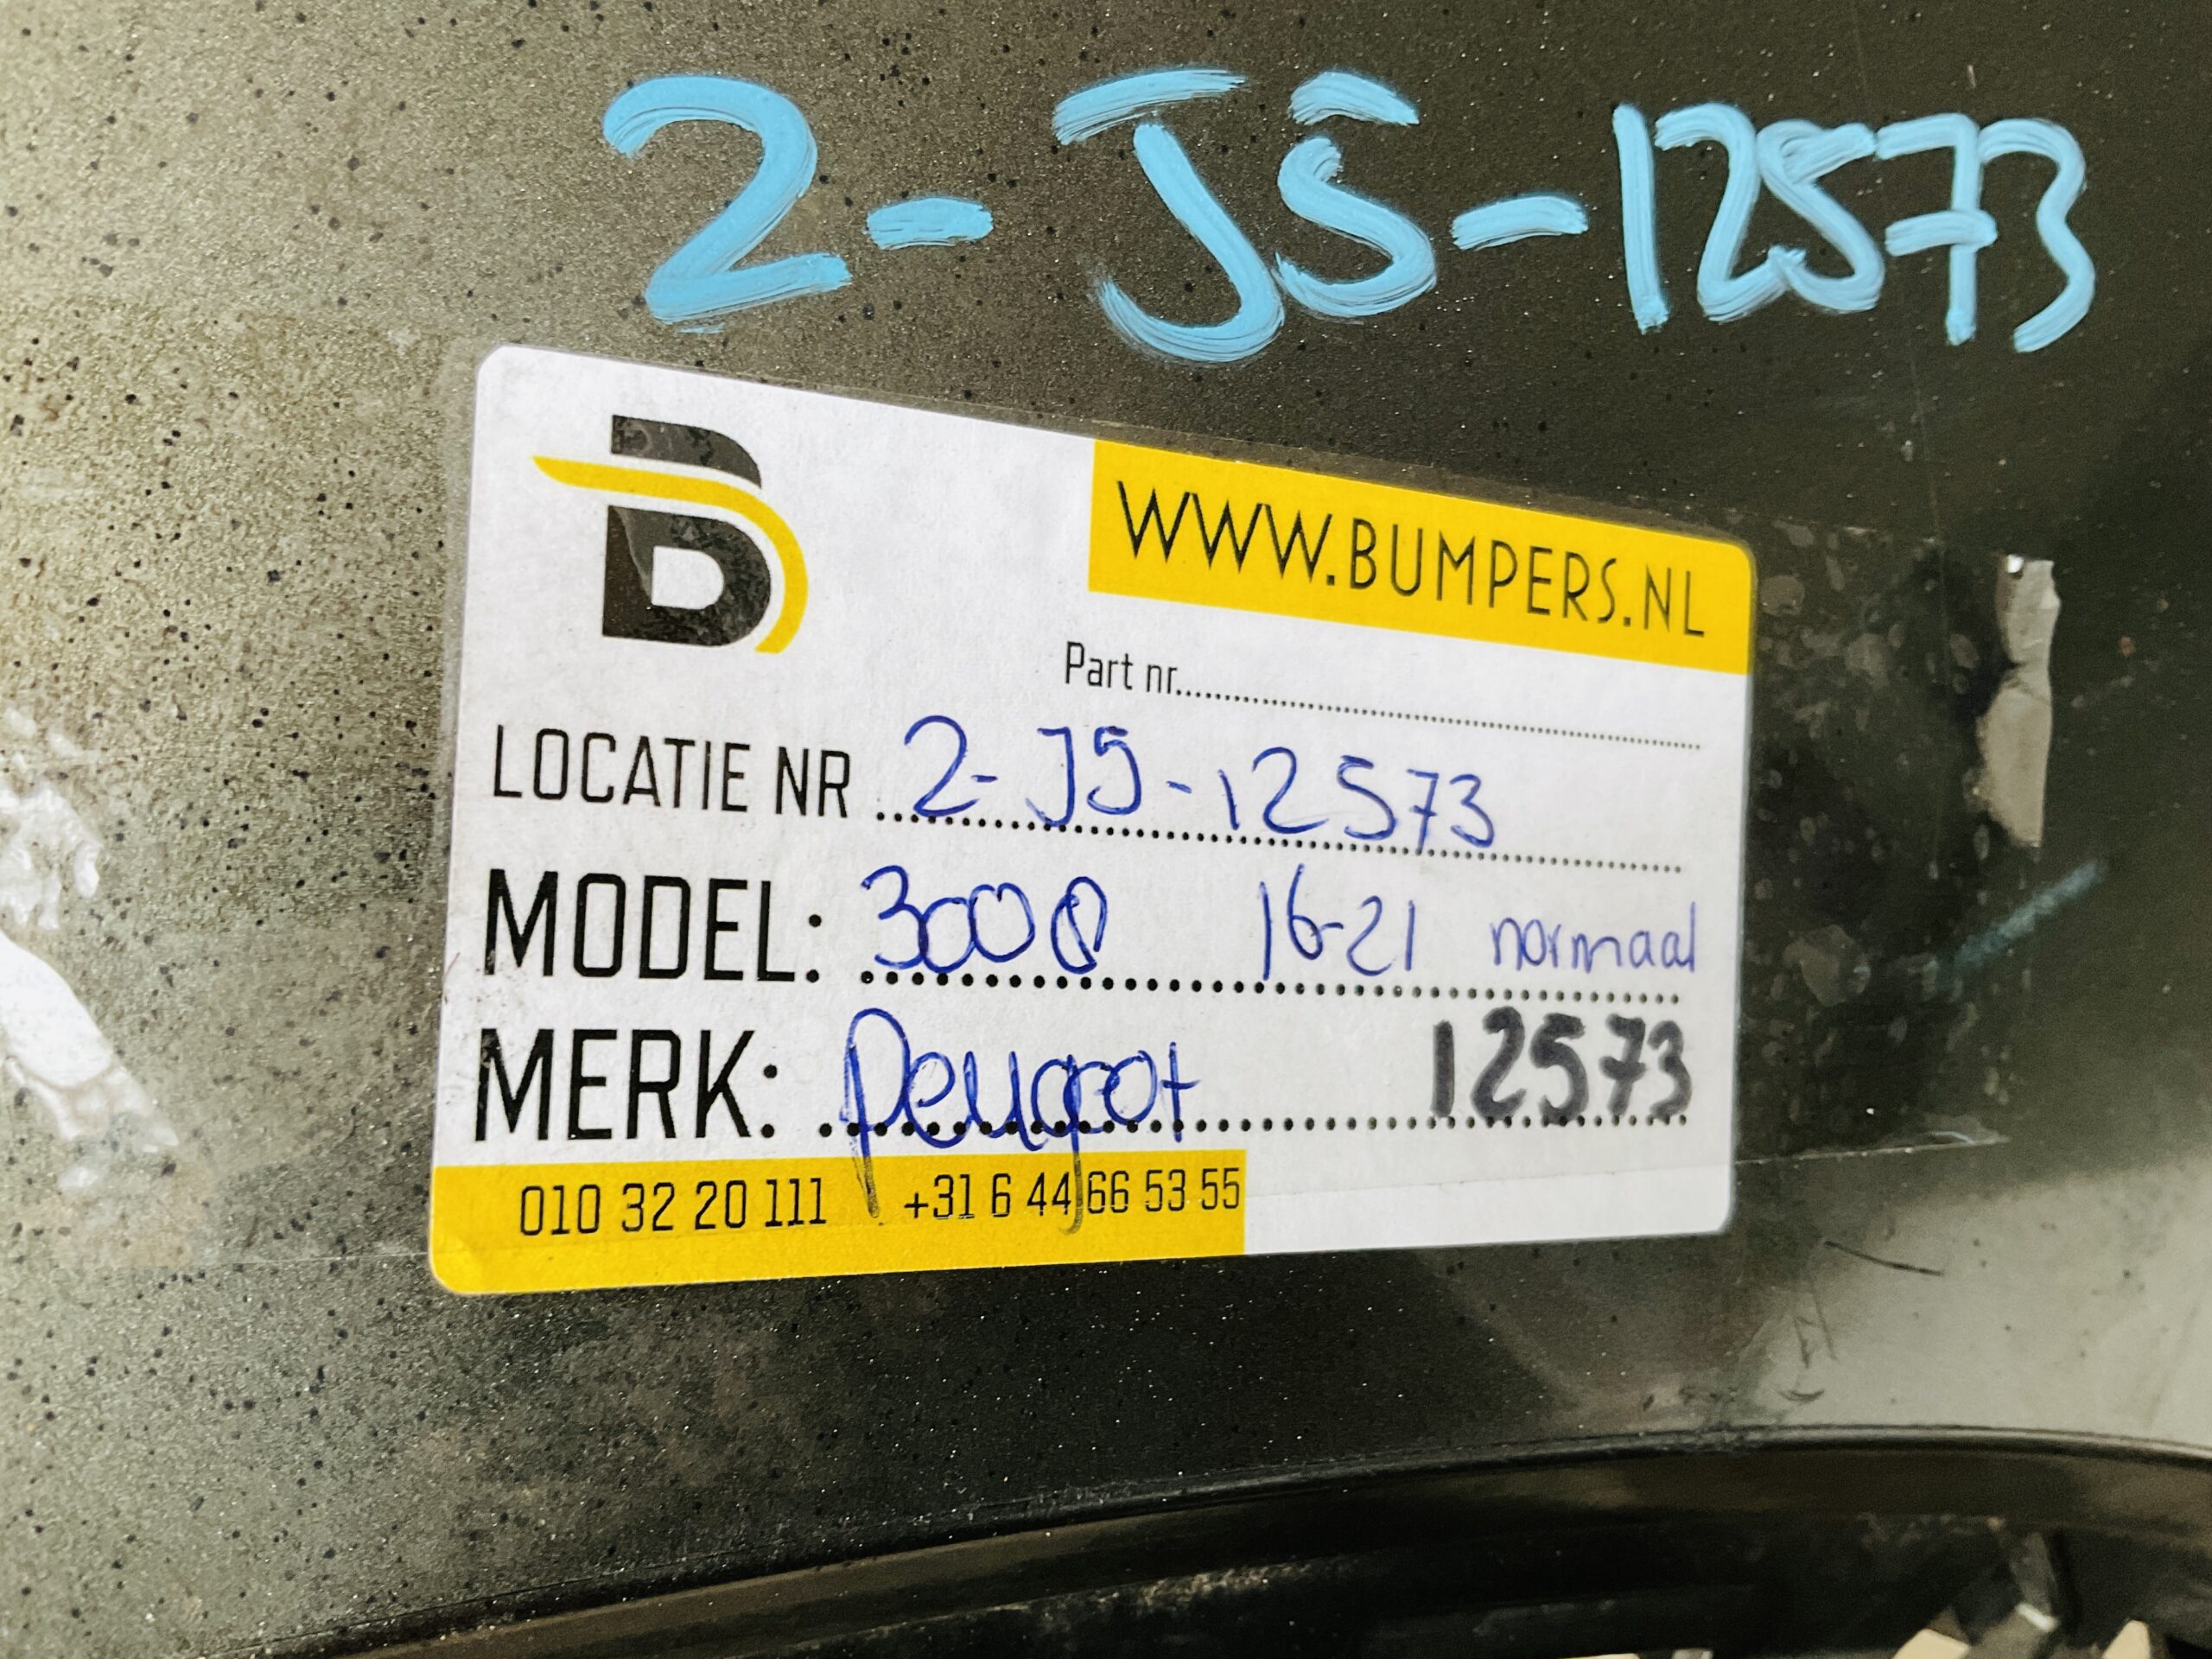 2-JS-12573
B
WWW.BUMPERS.NL
Part nr.
LOCATIE NR 2-J5-12573
MODEL: 3008 16-21 normaal
MERK: Peugeot 12573
010 32 20 111 +31 6 44 66 53 55